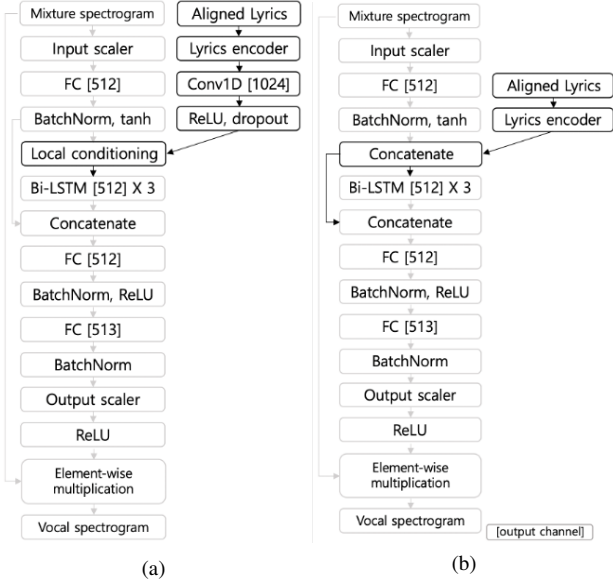 Mixture spectrogram
Input scaler
FC [512]
BatchNorm, tanh
Local conditioning
Bi-LSTM [512] X 3
Concatenate
FC [512]
BatchNorm, ReLU
FC [513]
BatchNorm
Output scaler
ReLU
Element-wise
multiplication
Vocal spectrogram
Aligned Lyrics
Lyrics encoder
Conv1D [1024]
ReLU, dropout
(a)
Mixture spectrogram
Input scaler
FC [512]
BatchNorm, tanh
Concatenate
Bi-LSTM [512] X 3
Concatenate
FC [512]
BatchNorm, ReLU
FC [513]
BatchNorm
Output scaler
ReLU
Element-wise
multiplication
Vocal spectrogram
Aligned Lyrics
Lyrics encoder
[output channel]
(b)